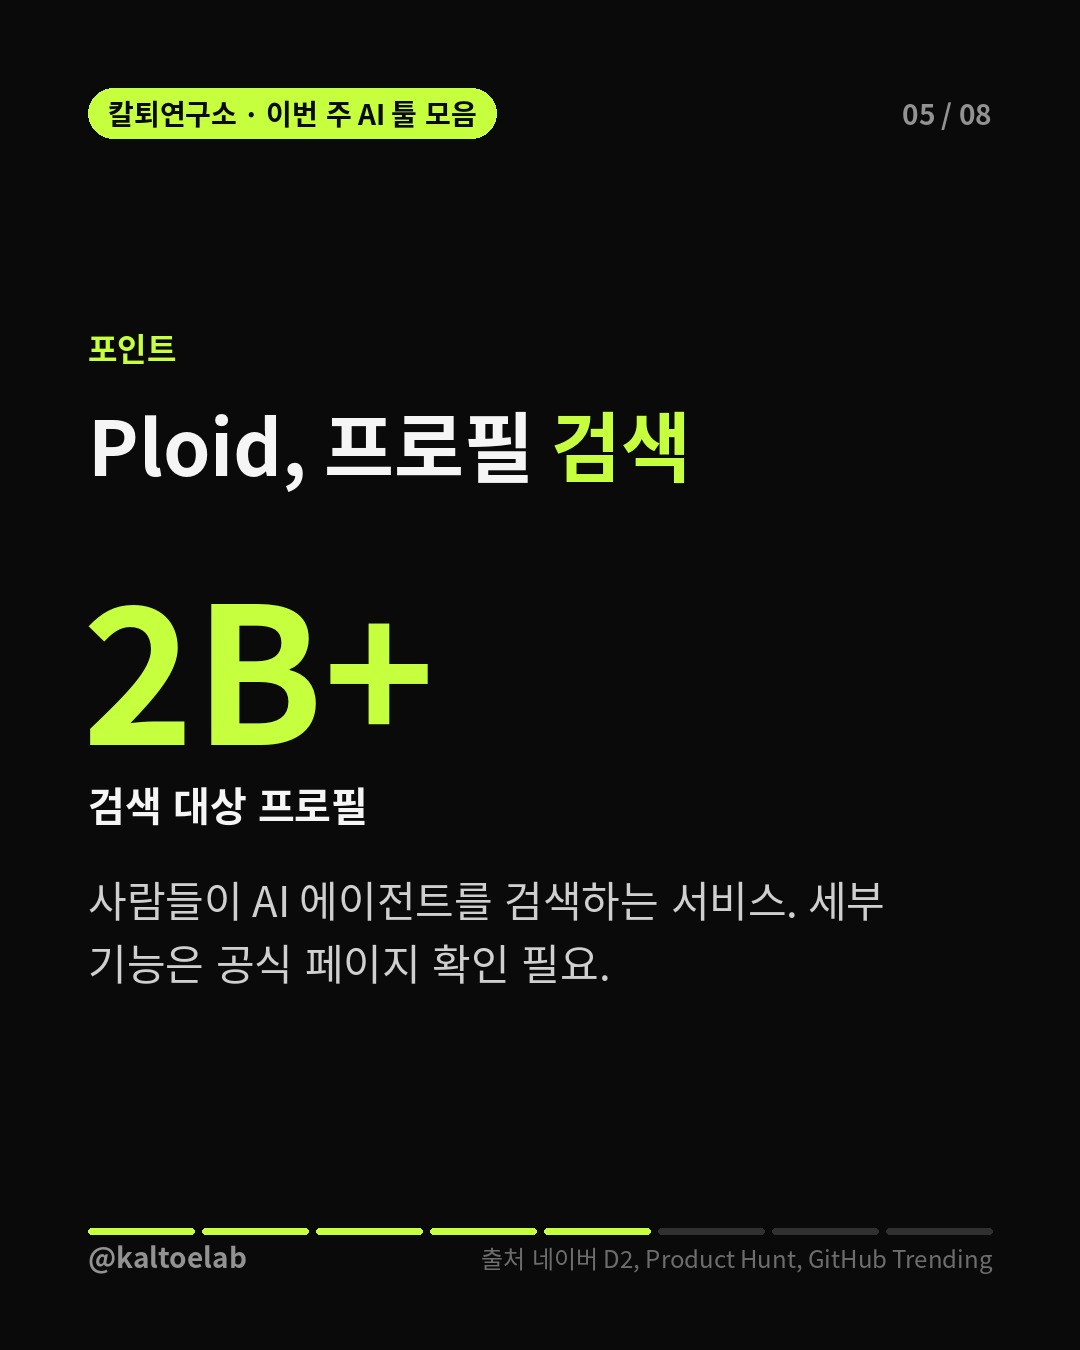 칼퇴연구소 · 이번 주 AI 툴 모음
05 / 08
포인트
Ploid, 프로필 검색
2B+
검색 대상 프로필
사람들이 AI 에이전트를 검색하는 서비스. 세부
기능은 공식 페이지 확인 필요.
@kaltoelab
출처 네이버 D2, Product Hunt, GitHub Trending